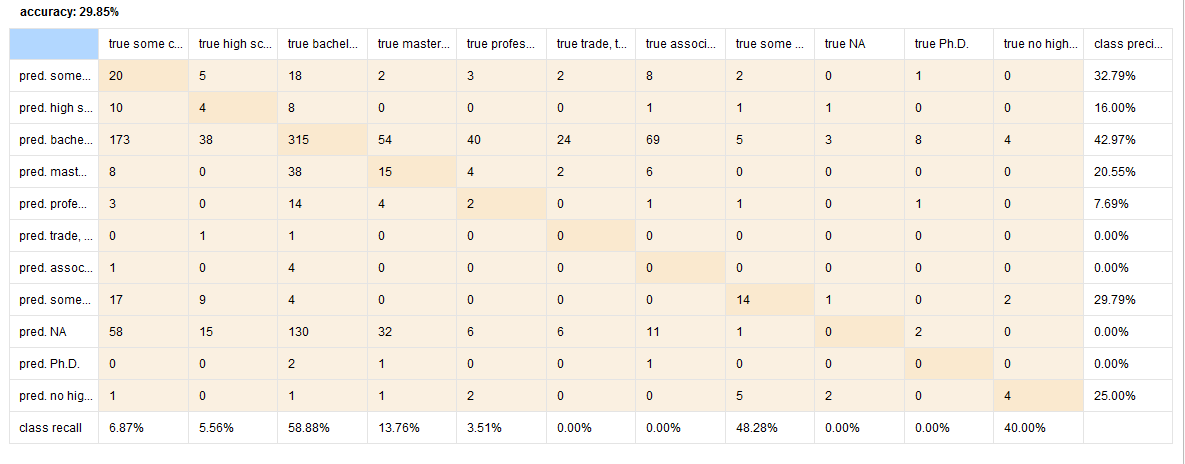 accuracy: 29.85%
true some c... true high sc... true bachel... true master... true profes... true trade, t... true associ... true some ... true NA true Ph.D. true no high... class preci...
pred. some... 20 5 18 2 3 2 8 2 0 1 0 32.79%
pred. high s... 10 4 8 0 0 0 1 1 1 0 0 16.00%
pred. bache... 173 38 315 54 40 24 69 5 3 8 4 42.97%
pred. mast... 8 0 38 15 4 2 6 0 0 0 0 20.55%
pred. profe... 3 0 14 4 2 0 1 1 0 1 0 7.69%
pred. trade, ... 0 1 1 0 0 0 0 0 0 0 0 0.00%
pred. assoc... 1 0 4 0 0 0 0 0 0 0 0 0.00%
pred. some... 17 9 4 0 0 0 0 14 1 0 2 29.79%
pred. NA 58 15 130 32 6 6 11 1 0 2 0 0.00%
pred. Ph.D. 0 0 2 1 0 0 1 0 0 0 0 0.00%
pred. no hig... 1 0 1 1 2 0 0 5 2 0 4 25.00%
class recall 6.87% 5.56% 58.88% 13.76% 3.51% 0.00% 0.00% 48.28% 0.00% 0.00% 40.00%